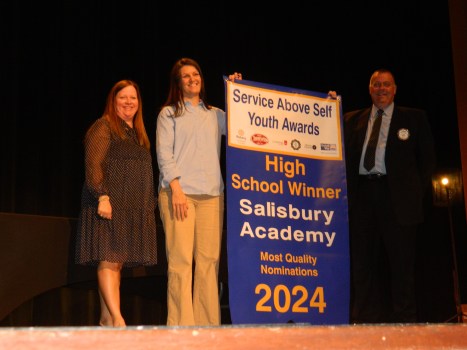 Service Above Self
Youth Awards
High
School Winner
Salisbury
Academy
Most Quality
Nominations
2024